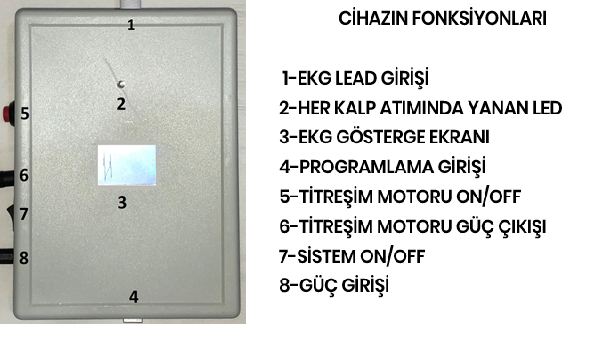 CİHAZIN FONKSİYONLARI
1-EKG LEAD GİRİŞİ
2-HER KALP ATIMINDA YANAN LED
3-EKG GÖSTERGE EKRANI
4-PROGRAMLAMA GİRİŞİ
5-TİTREŞİM MOTORU ON/OFF
6-TİTREŞİM MOTORU GÜÇ ÇIKIŞI
7-SİSTEM ON/OFF
8-GÜÇ GİRİŞİ
1
2
5
6
3
7
8
4